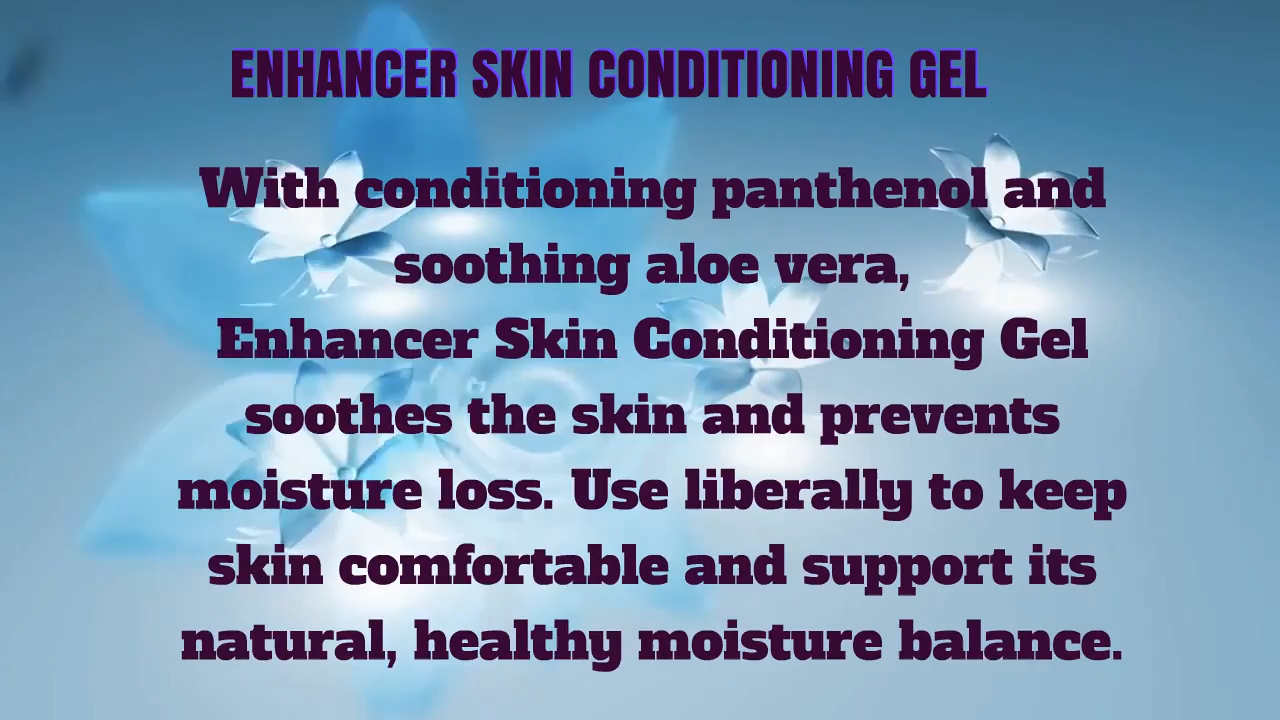 ENHANCER SKIN CONDITIONING GEL
With conditioning panthenol and
soothing aloe vera,
Enhancer Skin Conditioning Gel
soothes the skin and prevents
moisture loss. Use liberally to keep
skin comfortable and support its
natural, healthy moisture balance.